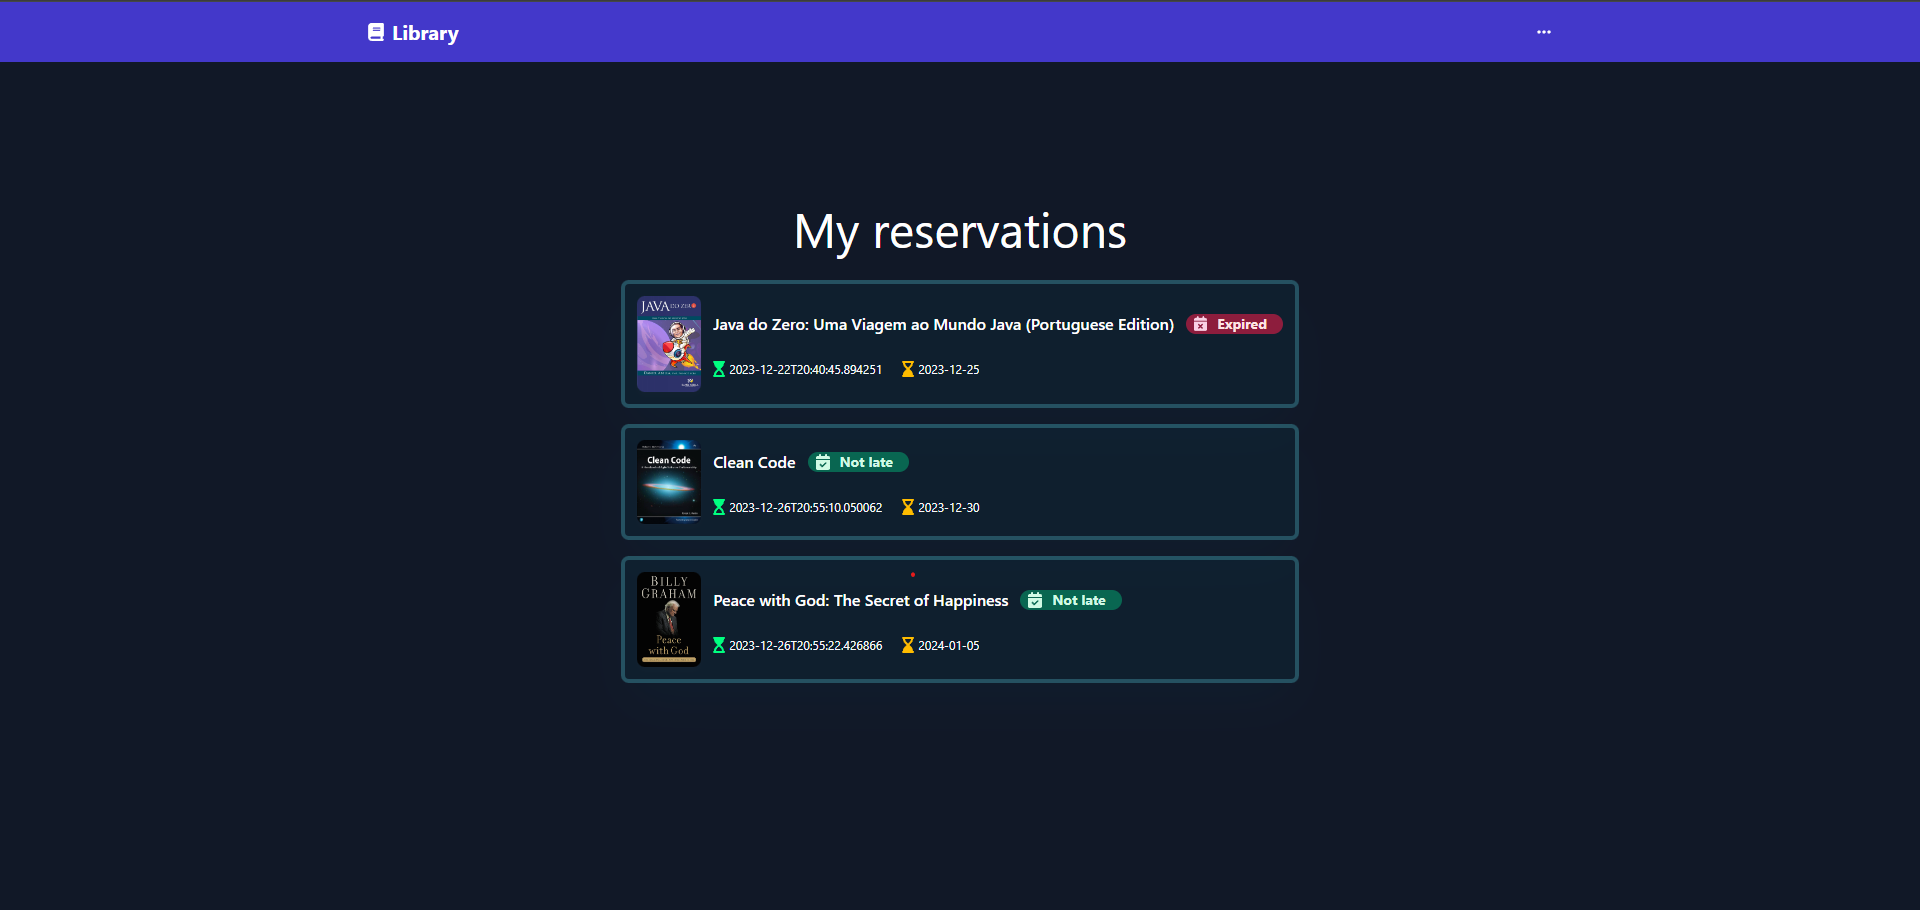 Library
My reservations
JAVA DO ZERO
Java do Zero: Uma Viagem ao Mundo Java (Portuguese Edition) Expired
2023-12-22T20:40:45.894251 2023-12-25
Clean Code
Clean Code Not late
2023-12-26T20:55:10.050062 2023-12-30
BILLY
GRAHAM
Peace with God: The Secret of Happiness Not late
Peace
with God
2023-12-26T20:55:22.426866 2024-01-05